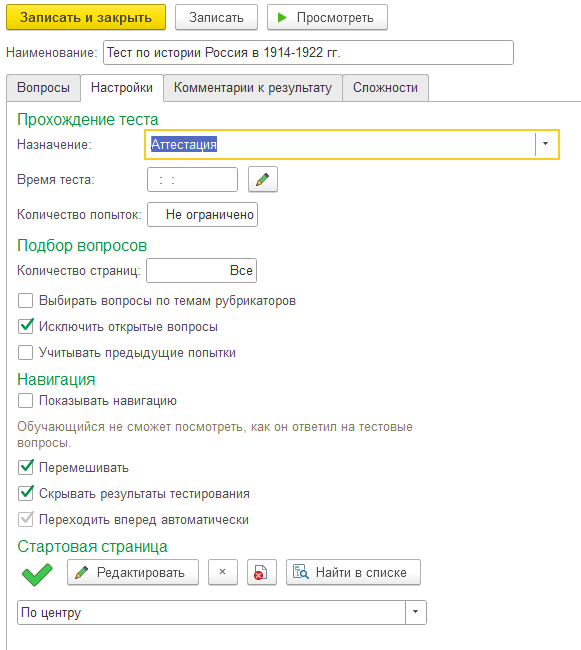 Записать и закрыть Записать Просмотреть
Наименование: Тест по истории Россия в 1914-1922 гг.
Вопросы Настройки Комментарии к результату Сложности
Прохождение теста
Назначение: Аттестация
Время теста: : :
Количество попыток: Не ограничено
Подбор вопросов
Количество страниц: Все
Выбирать вопросы по темам рубрикаторов
Исключить открытые вопросы
Учитывать предыдущие попытки
Навигация
Показывать навигацию
Обучающийся не сможет посмотреть, как он ответил на тестовые
вопросы.
Перемешивать
Скрывать результаты тестирования
Переходить вперед автоматически
Стартовая страница
Редактировать × Найти в списке
По центру